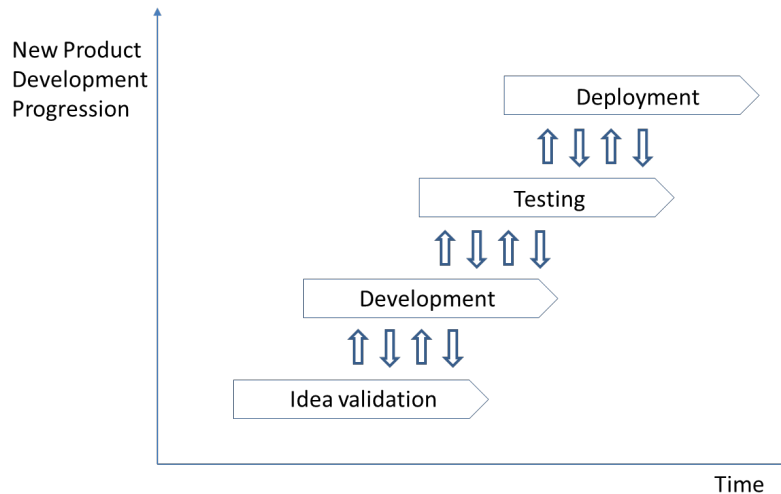 New Product
Development
Progression
Deployment
Testing
Development
Idea validation
Time